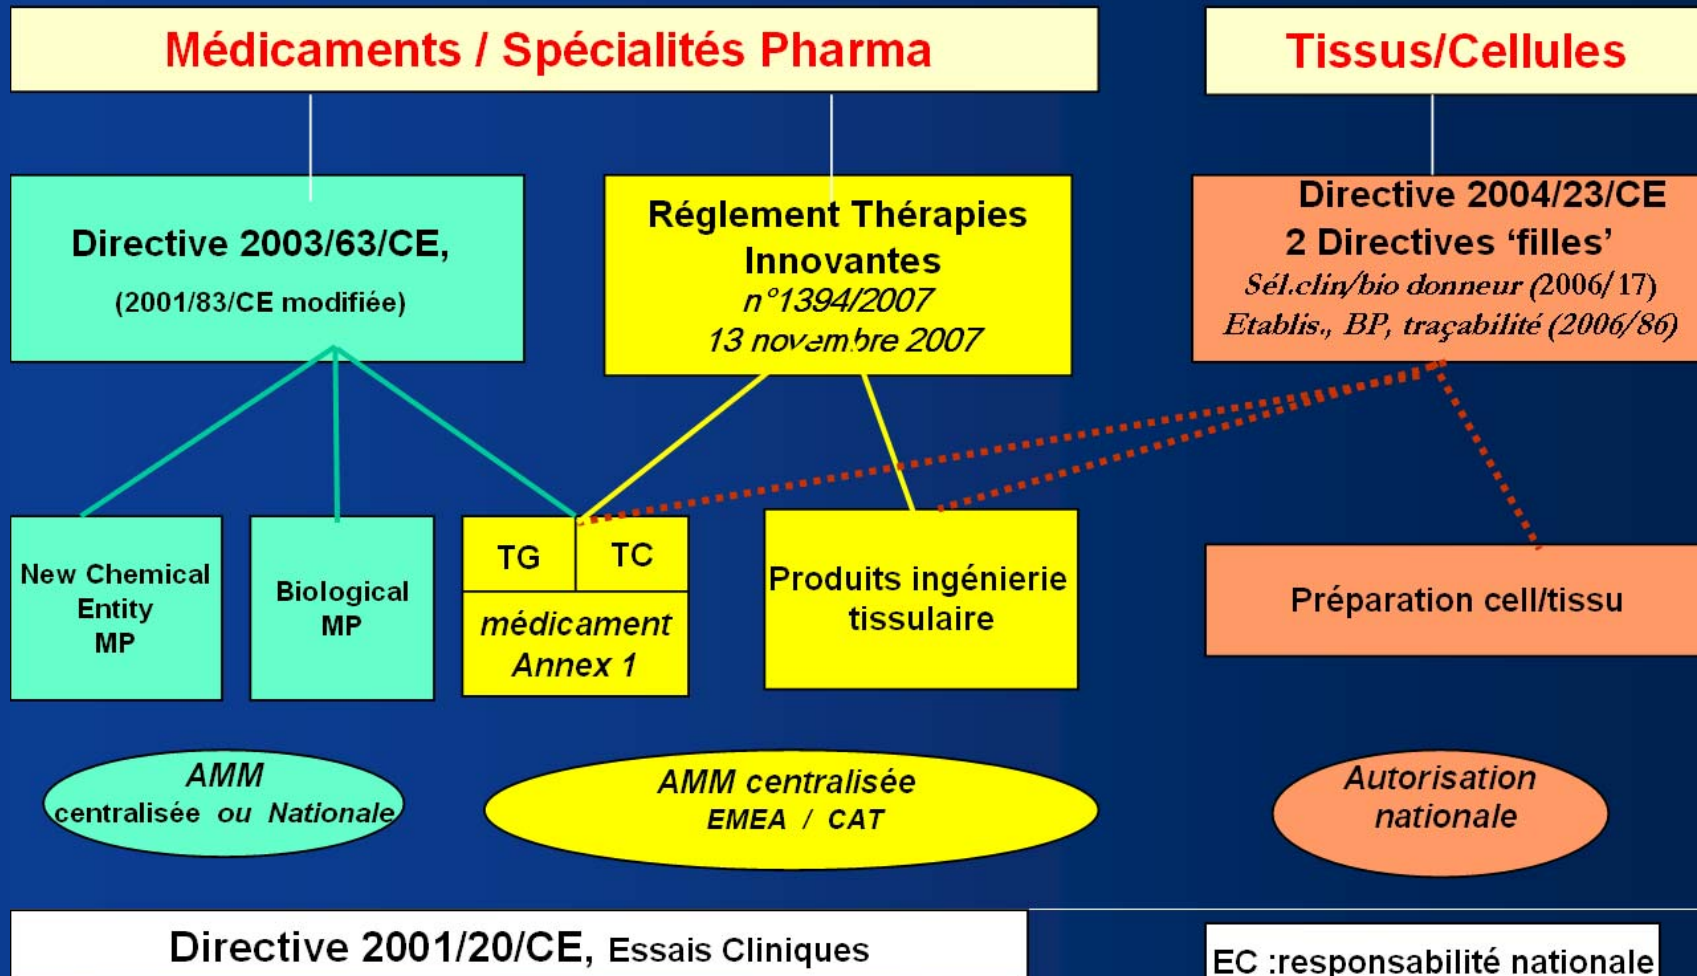 Médicaments / Spécialités Pharma
Tissus/Cellules
Directive 2003/63/CE,
(2001/83/CE modifiée)
Réglement Thérapies
Innovantes
n°1394/2007
13 novembre 2007
Directive 2004/23/CE
2 Directives ‘filles’
Sél.clin/bio donneur (2006/17)
Etablis., BP, traçabilité (2006/86)
New Chemical
Entity
MP
Biological
MP
TG
TC
médicament
Annex 1
Produits ingénierie
tissulaire
Préparation cell/tissu
AMM
centralisée ou Nationale
AMM centralisée
EMEA / CAT
Autorisation
nationale
Directive 2001/20/CE, Essais Cliniques
EC :responsabilité nationale